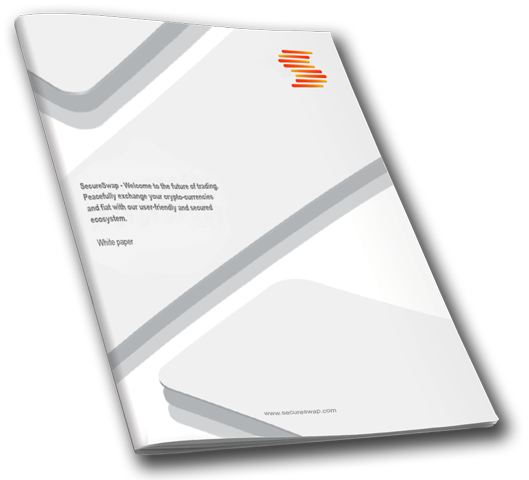 SecureSwap - Welcome to the future of trading.
Peacefully exchange your crypto-currencies
and fiat with our user-friendly and secured
ecosystem.
White paper
www.secureswap.com